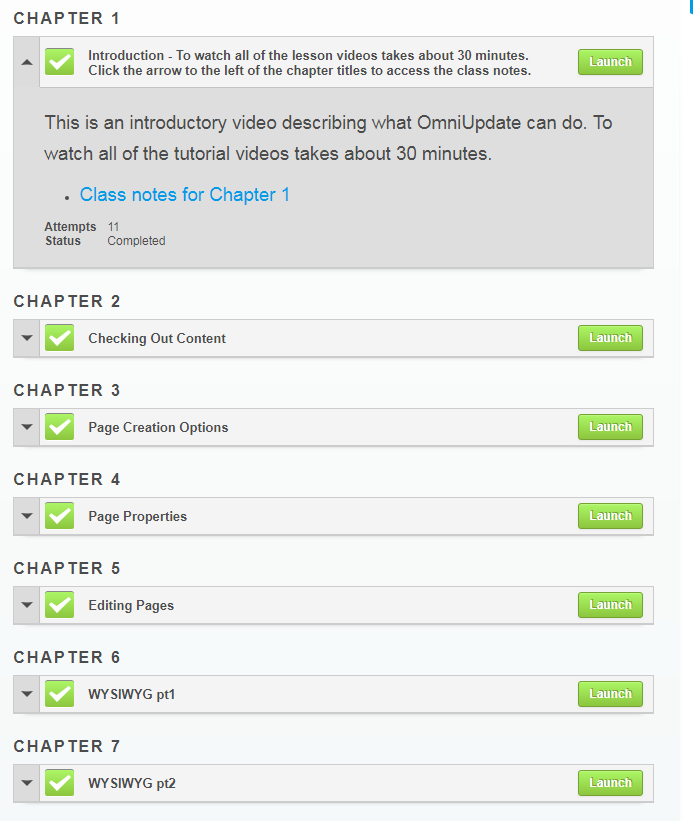 CHAPTER 1
Introduction - To watch all of the lesson videos takes about 30 minutes.
Click the arrow to the left of the chapter titles to access the class notes.
Launch
This is an introductory video describing what OmniUpdate can do. To
watch all of the tutorial videos takes about 30 minutes.
Class notes for Chapter 1
Attempts 11
Status Completed
CHAPTER 2
Checking Out Content
Launch
CHAPTER 3
Page Creation Options
Launch
CHAPTER 4
Page Properties
Launch
CHAPTER 5
Editing Pages
Launch
CHAPTER 6
WYSIWYG pt1
Launch
CHAPTER 7
WYSIWYG pt2
Launch